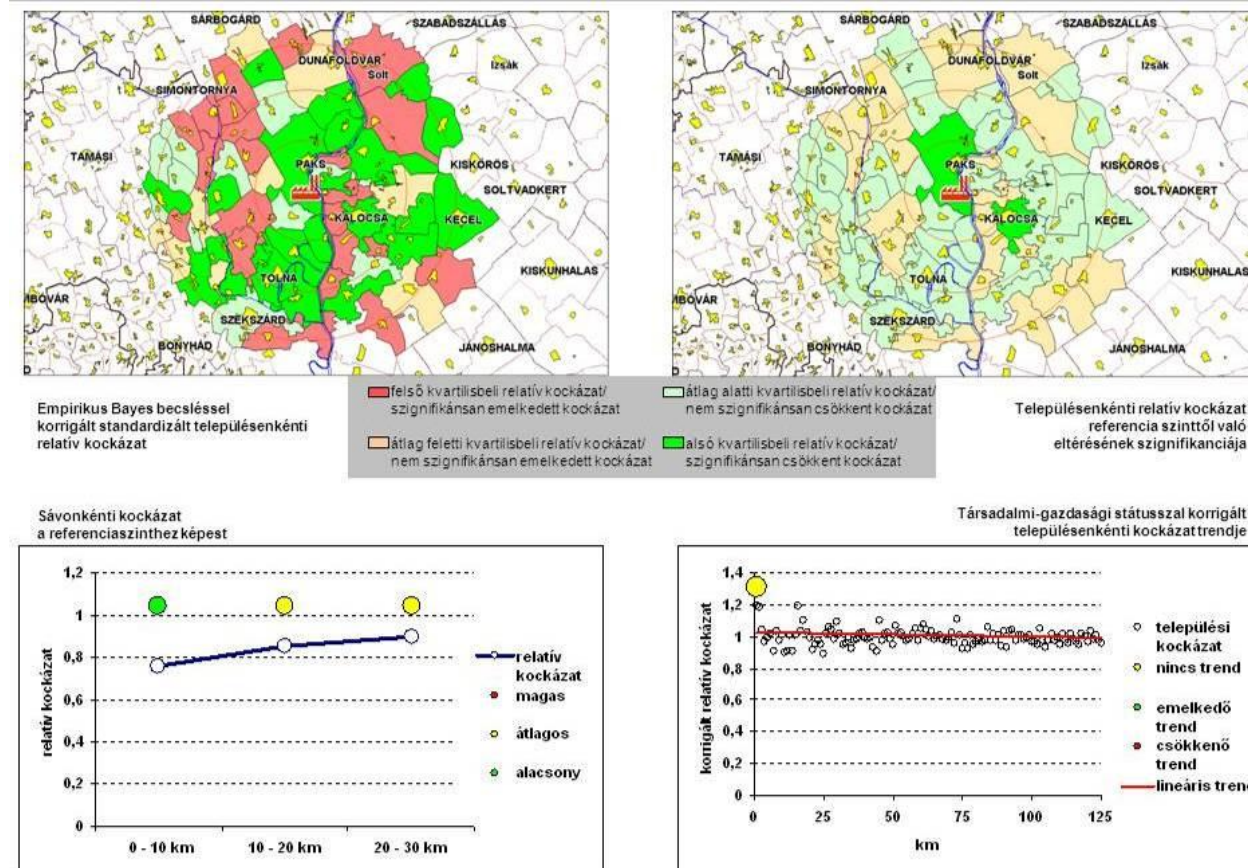 SÁRBOGÁRD
SZABADSZÁLLÁS
DUNAFÖLDVÁR
Solt
Izsák
SIMONTORNYA
TAMÁSI
PAKS
KISKŐRÖS
SOLTVADKERT
KALOCSA
KECEL
TOLNA
KISKUNHALAS
MBOVÁR
SZEKSZÁRD
BONYHÁD
JÁNOSHALMA
SÁRBOGÁRD
SZABADSZÁLLÁS
DUNAFÖLDVÁR
Solt
Izsák
SIMONTORNYA
TAMÁSI
PAKS
KISKŐRÖS
SOLTVADKERT
KALOCSA
KECEL
TOLNA
KISKUNHALAS
MBOVÁR
SZEKSZÁRD
BONYHÁD
JÁNOSHALMA
Empirikus Bayes becsléssel
korrigált standardizált településenkénti
relatív kockázat
felső kvartilisbeli relatív kockázat/
szignifikánsan emelkedett kockázat
átlag feletti kvartilisbeli relatív kockázat/
nem szignifikánsan emelkedett kockázat
átlag alatti kvartilisbeli relatív kockázat/
nem szignifikánsan csökkent kockázat
alsó kvartilisbeli relatív kockázat/
szignifikánsan csökkent kockázat
Településenkénti relatív kockázat
referencia szinttől való
eltérésének szignifikanciája
Sávonkénti kockázat
a referenciaszinthez képest
1,2
1
0,8
0,6
0,4
0,2
0
relatív kockázat
0 - 10 km
10 - 20 km
20 - 30 km
relatív
kockázat
magas
átlagos
alacsony
Társadalmi-gazdasági státusszal korrigált
településenkénti kockázat trendje
1,4
1,2
1
0,8
0,6
0,4
0,2
0
korrigált relatív kockázat
0
25
50
75
100
125
km
települési
kockázat
nincs trend
emelkedő
trend
csökkenő
trend
lineáris trend